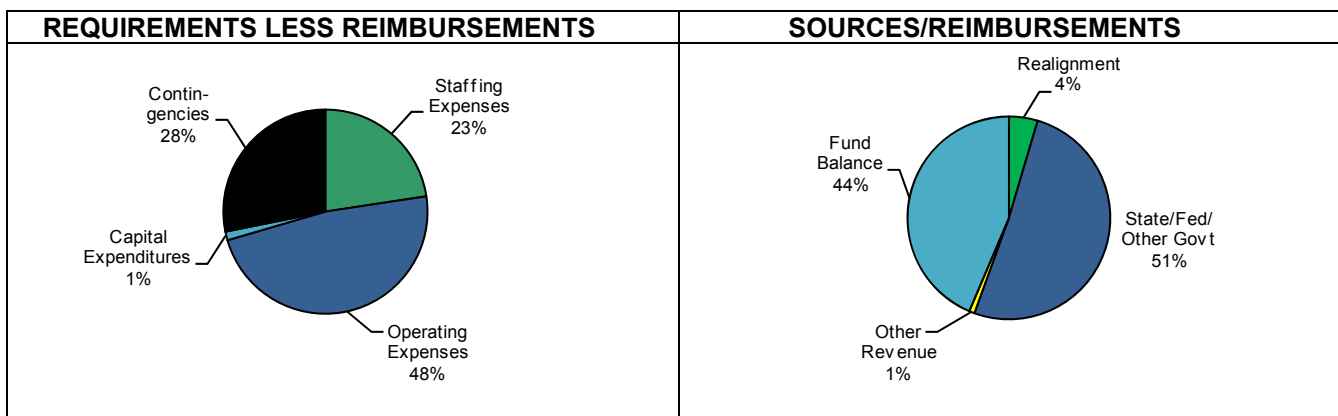 REQUIREMENTS LESS REIMBURSEMENTS
Contin-
gencies
28%
Staffing
Expenses
23%
Capital
Expenditures
1%
Operating
Expenses
48%
SOURCES/REIMBURSEMENTS
Realignment
4%
Fund
Balance
44%
State/Fed/
Other Govt
51%
Other
Revenue
1%